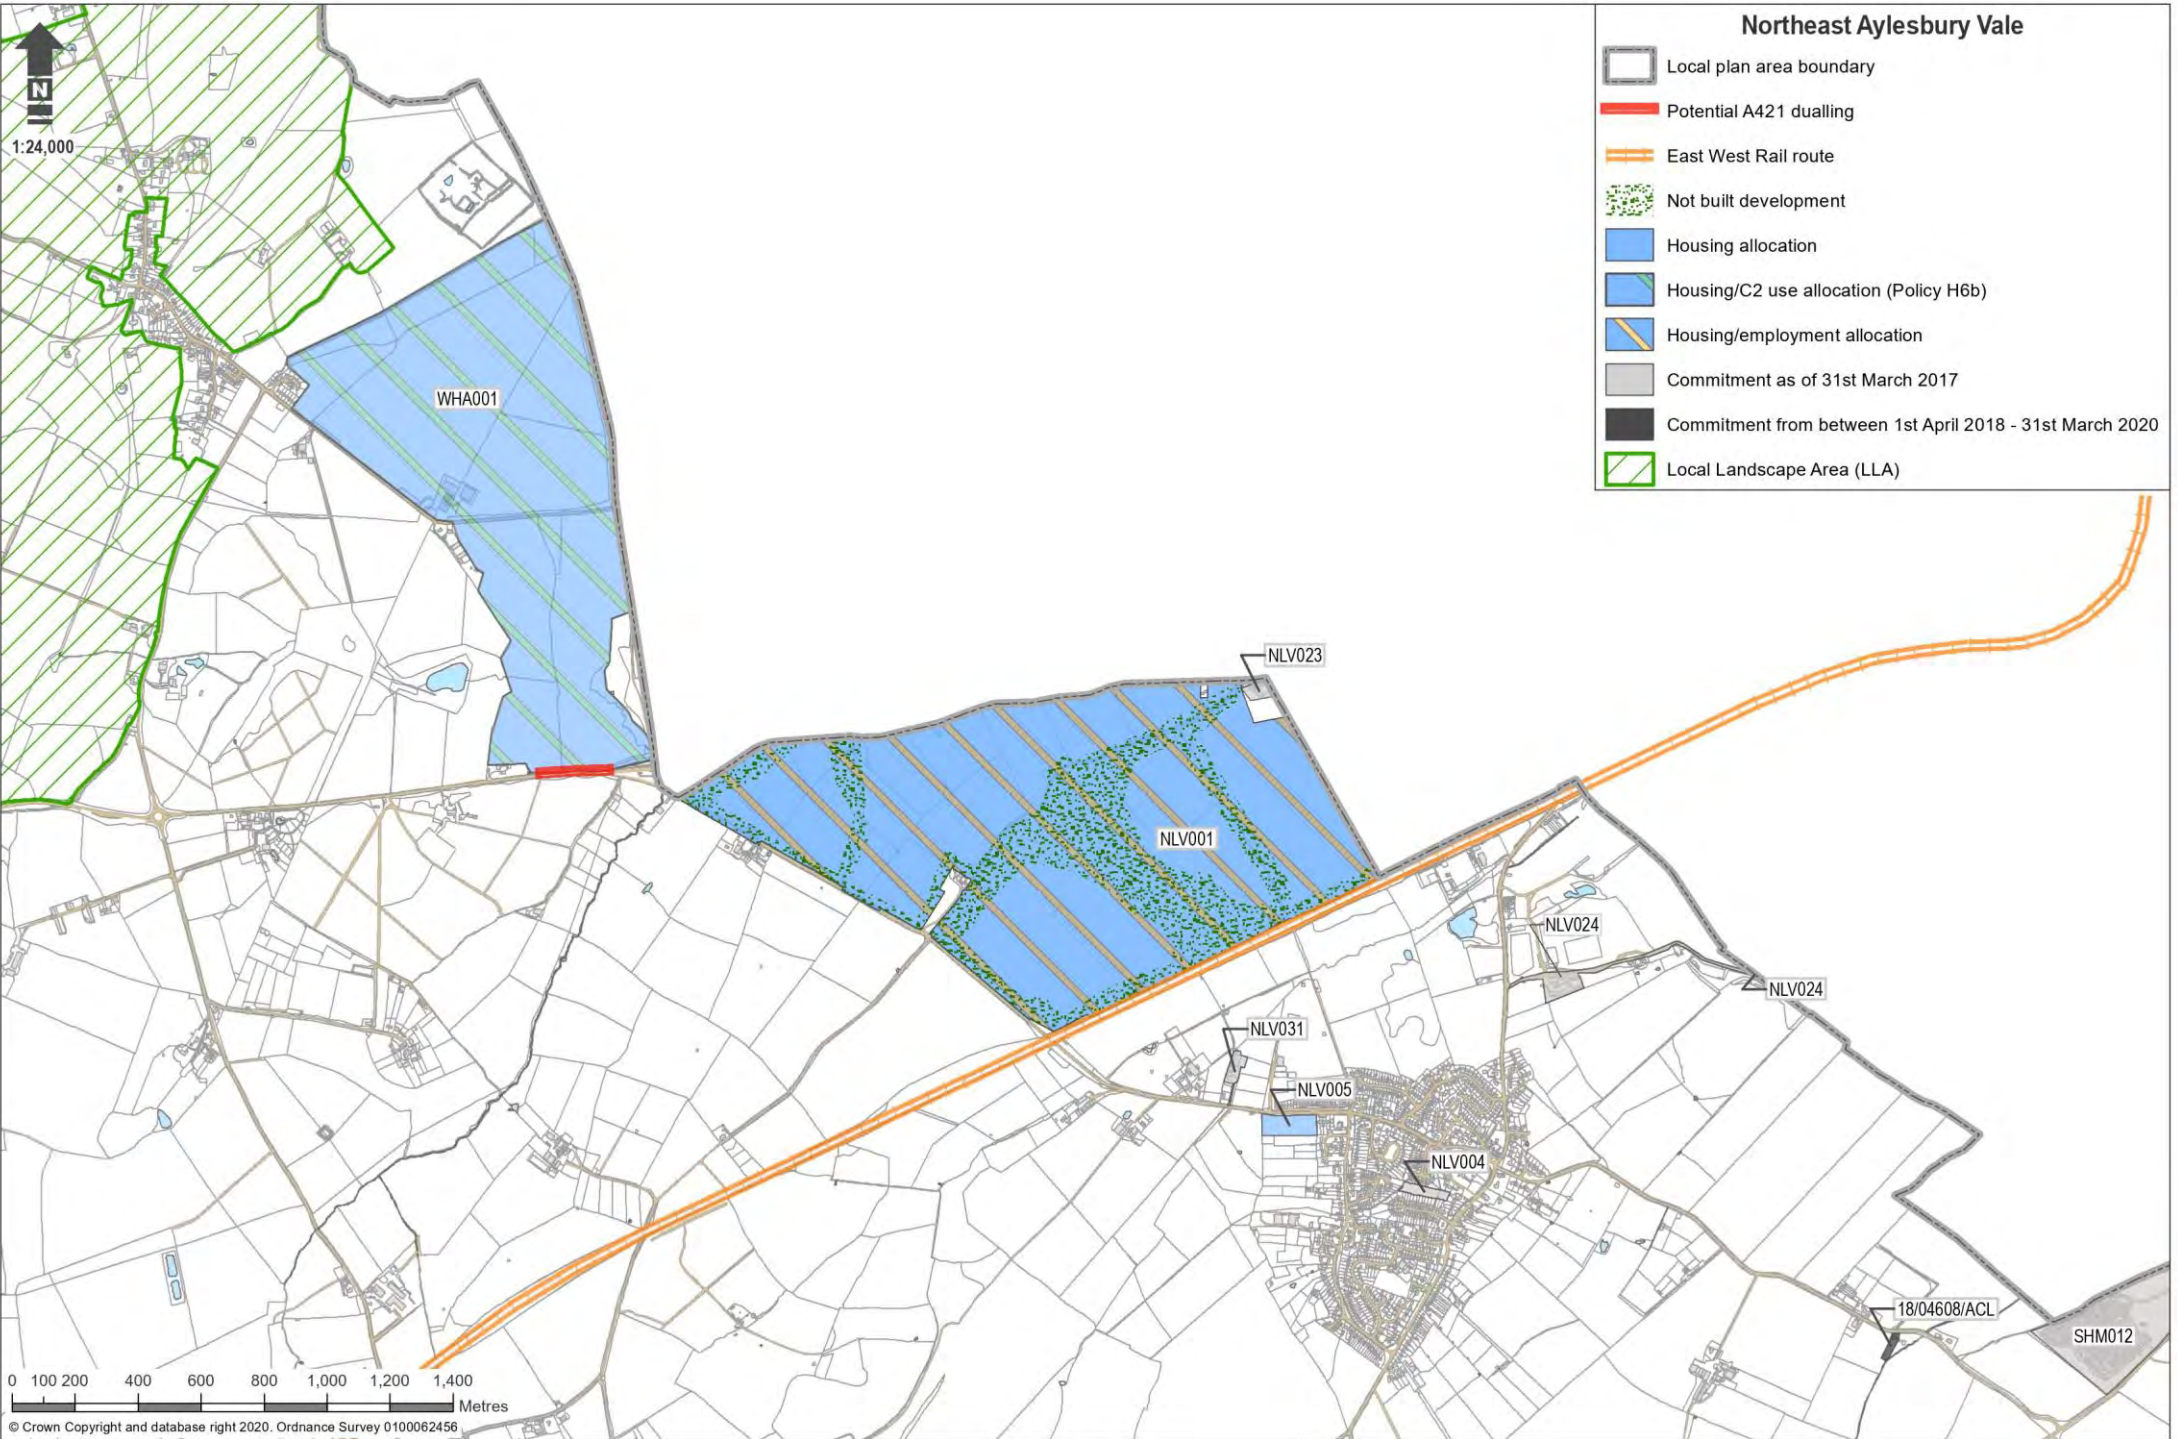 Northeast Aylesbury Vale
Local plan area boundary
Potential A421 dualling
East West Rail route
Not built development
Housing allocation
Housing/C2 use allocation (Policy H6b)
Housing/employment allocation
Commitment as of 31st March 2017
Commitment from between 1st April 2018 - 31st March 2020
Local Landscape Area (LLA)
N
1:24,000
WHA001
NLV023
NLV001
NLV024
NLV024
NLV031
NLV005
NLV004
18/04608/ACL
SHM012
0 100 200 400 600 800 1,000 1,200 1,400
Metres
© Crown Copyright and database right 2020. Ordnance Survey 0100062456